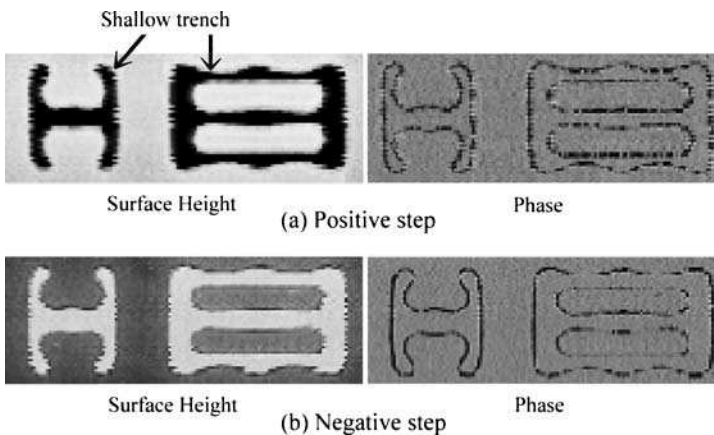 Shallow trench
Surface Height
Phase
(a) Positive step
Surface Height
Phase
(b) Negative step